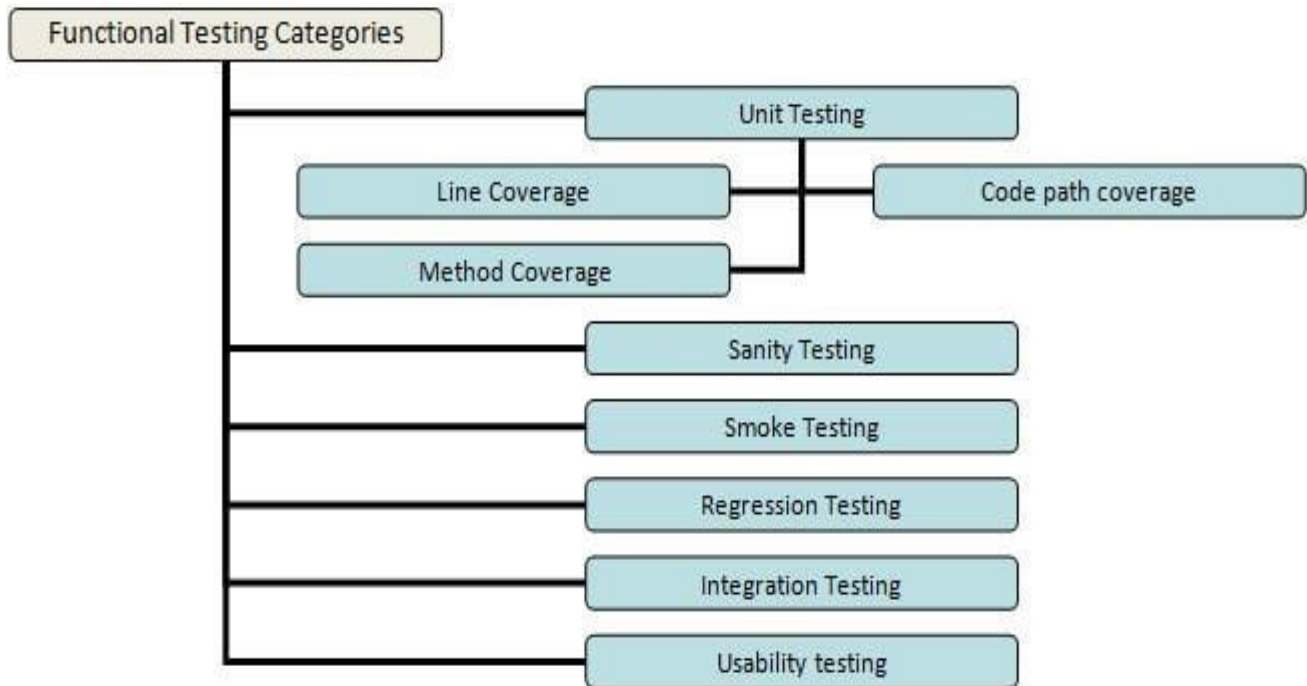 Functional Testing Categories
Unit Testing
Line Coverage
Code path coverage
Method Coverage
Sanity Testing
Smoke Testing
Regression Testing
Integration Testing
Usability testing